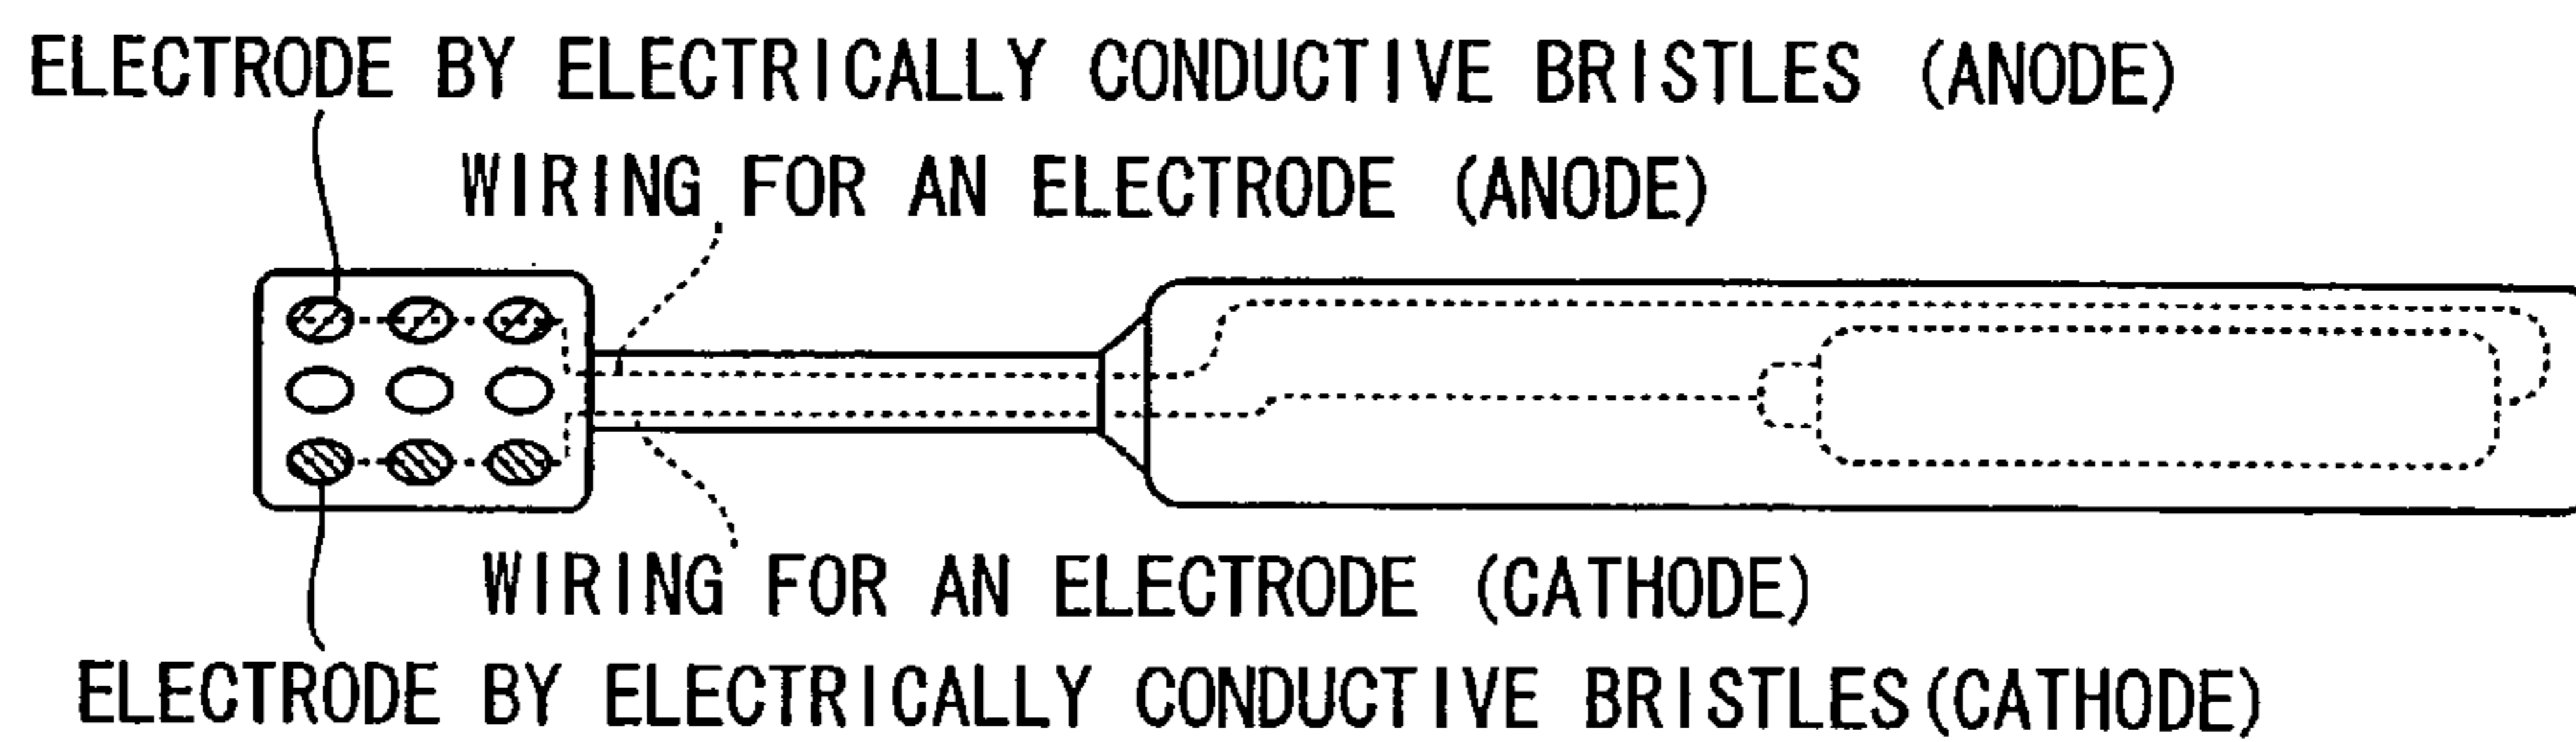 ELECTRODE BY ELECTRICALLY CONDUCTIVE BRISTLES (ANODE)
WIRING FOR AN ELECTRODE (ANODE)
WIRING FOR AN ELECTRODE (CATHODE)
ELECTRODE BY ELECTRICALLY CONDUCTIVE BRISTLES(CATHODE)